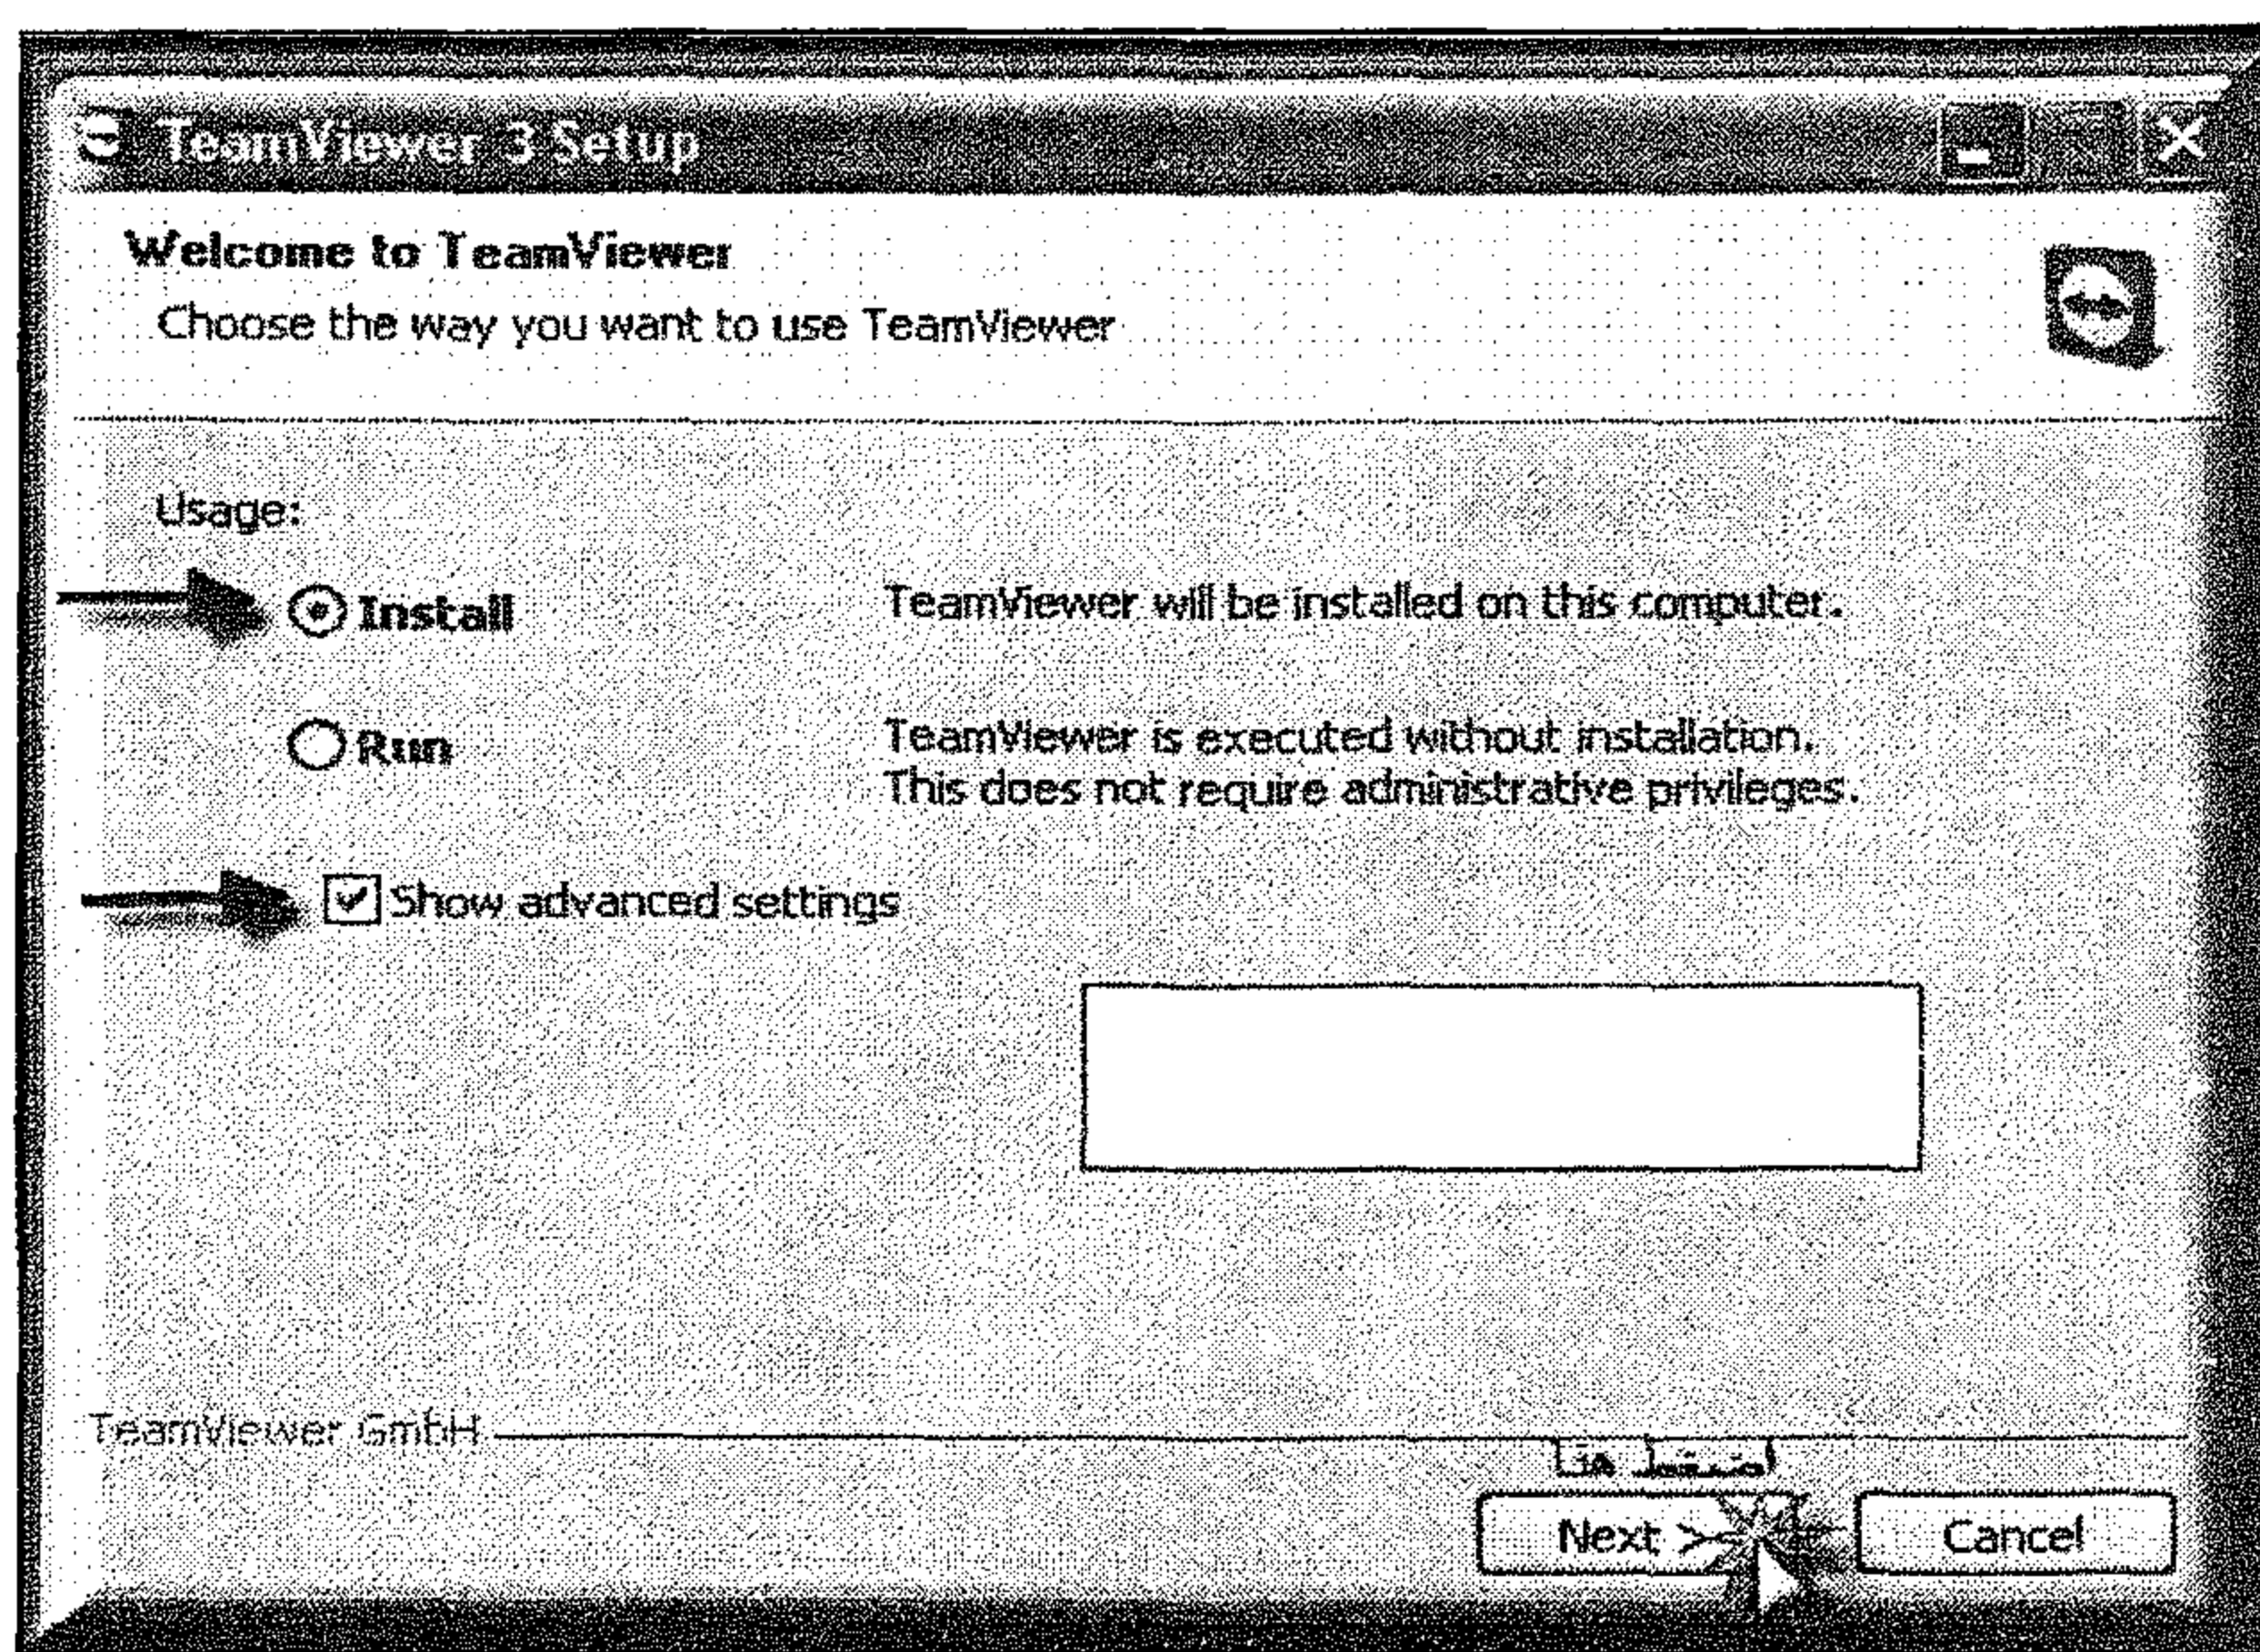 TeamViewer 3 Setup
Welcome to TeamViewer
Choose the way you want to use TeamViewer
Usage:
Install
TeamViewer will be installed on this computer.
Run
TeamViewer is executed without installation.
This does not require administrative privileges.
Show advanced settings
TeamViewer GmbH
هنا
Next >
Cancel